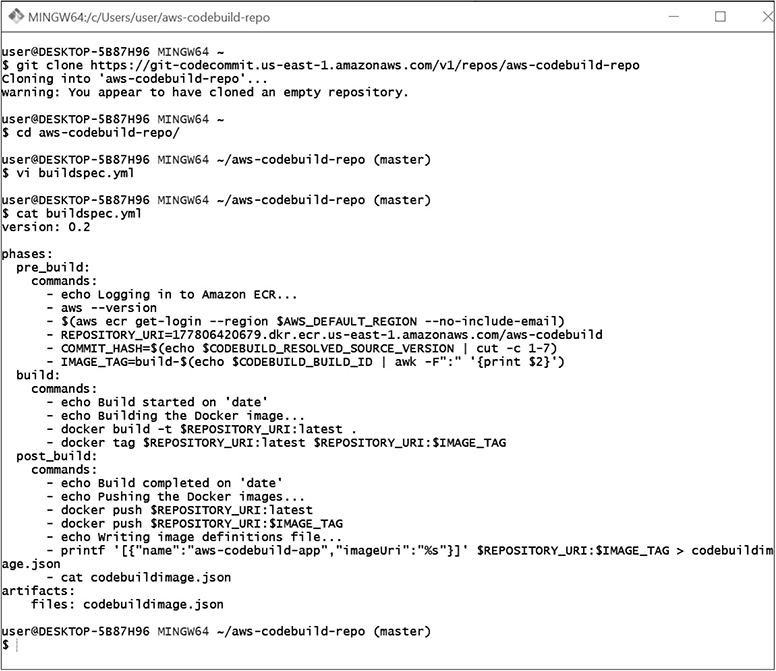 MINGW64:/c/Users/user/aws-codebuild-repo
user@DESKTOP-5B87H96 MINGW64 ~
$ git clone https://git-codecommit.us-east-1.amazonaws.com/v1/repos/aws-codebuild-repo
Cloning into 'aws-codebuild-repo'...
warning: You appear to have cloned an empty repository.
user@DESKTOP-5B87H96 MINGW64 ~
$ cd aws-codebuild-repo/
user@DESKTOP-5B87H96 MINGW64 ~/aws-codebuild-repo (master)
$ vi buildspec.yml
user@DESKTOP-5B87H96 MINGW64 ~/aws-codebuild-repo (master)
$ cat buildspec.yml
version: 0.2
phases:
  pre_build:
    commands:
      - echo Logging in to Amazon ECR...
      - aws --version
      - $(aws ecr get-login --region $AWS_DEFAULT_REGION --no-include-email)
      - REPOSITORY_URI=177806420679.dkr.ecr.us-east-1.amazonaws.com/aws-codebuild
      - COMMIT_HASH=$(echo $CODEBUILD_RESOLVED_SOURCE_VERSION | cut -c 1-7)
      - IMAGE_TAG=build-$(echo $CODEBUILD_BUILD_ID | awk -F":" '{print $2}')
  build:
    commands:
      - echo Build started on 'date'
      - echo Building the Docker image...
      - docker build -t $REPOSITORY_URI:latest .
      - docker tag $REPOSITORY_URI:latest $REPOSITORY_URI:$IMAGE_TAG
  post_build:
    commands:
      - echo Build completed on 'date'
      - echo Pushing the Docker images...
      - docker push $REPOSITORY_URI:latest
      - docker push $REPOSITORY_URI:$IMAGE_TAG
      - echo Writing image definitions file...
      - printf '[{"name":"aws-codebuild-app","imageUri":"%s"}]' $REPOSITORY_URI:$IMAGE_TAG > codebuildim
age.json
      - cat codebuildimage.json
artifacts:
    files: codebuildimage.json
user@DESKTOP-5B87H96 MINGW64 ~/aws-codebuild-repo (master)
$